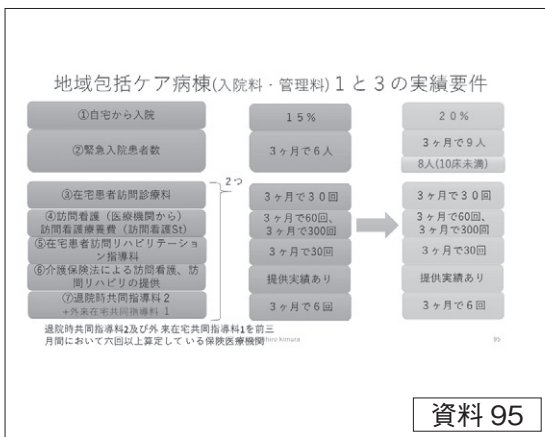 地域包括ケア病棟(入院料・管理料)1と3の実績要件
①自宅から入院
15%
20%
②緊急入院患者数
3ヶ月で6人
3ヶ月で9人
8人(10床未満)
2つ
③在宅患者訪問診療料
3ヶ月で30回
3ヶ月で30回
④訪問看護（医療機関から）
訪問看護療養費（訪問看護St）
3ヶ月で60回、
3ヶ月で300回
3ヶ月で60回、
3ヶ月で300回
⑤在宅患者訪問リハビリテーショ
ン指導料
3ヶ月で30回
3ヶ月で30回
⑥介護保険法による訪問看護、訪
問リハビリの提供
提供実績あり
提供実績あり
⑦退院時共同指導料2
+外来在宅共同指導料 1
3ヶ月で6回
3ヶ月で6回
退院時共同指導料2及び外来在宅共同指導料1を前三
月間において六回以上算定している保険医療機関
hiro kimura
資料 95